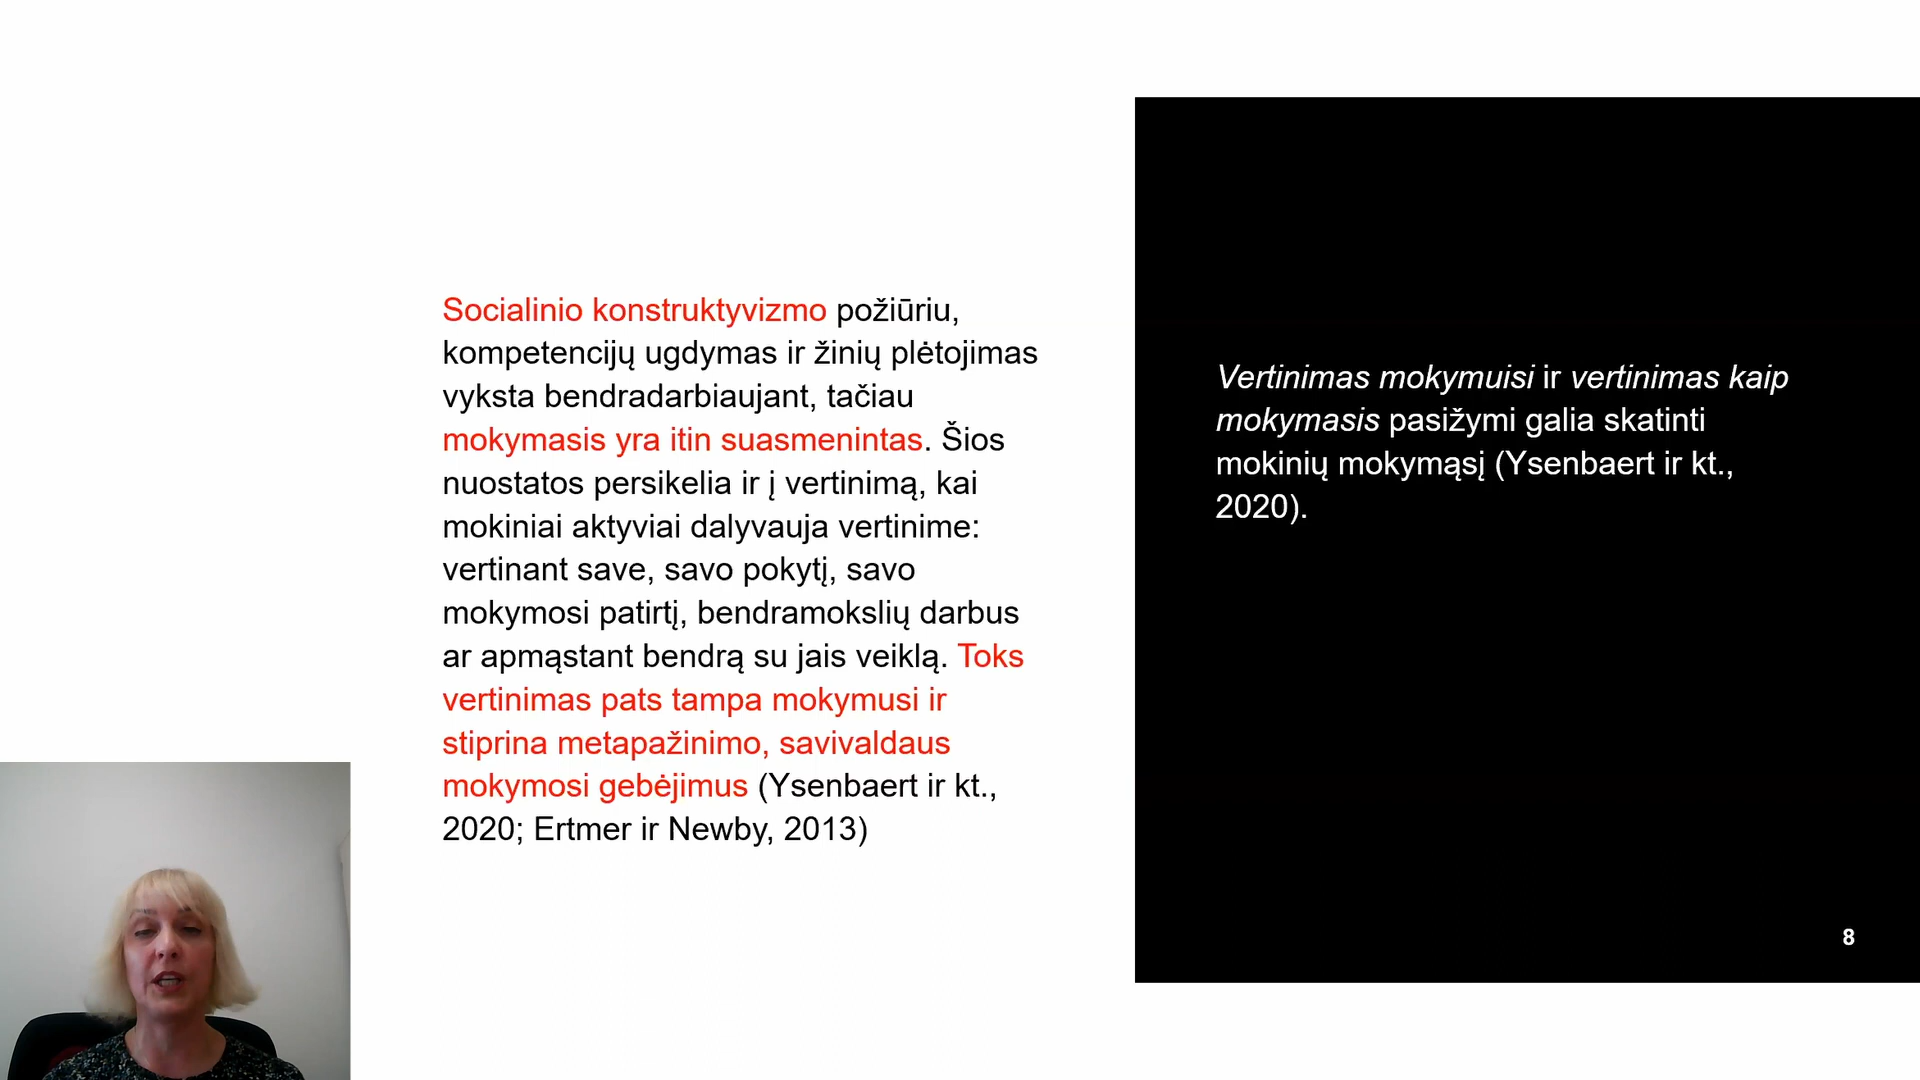 Socialinio konstruktyvizmo požiūriu,
kompetencijų ugdymas ir žinių plėtojimas
vyksta bendradarbiaujant, tačiau
mokymasis yra itin suasmenintas. Šios
nuostatos persikelia ir į vertinimą, kai
mokiniai aktyviai dalyvauja vertinime:
vertinant save, savo pokytį, savo
mokymosi patirtį, bendramokslių darbus
ar apmąstant bendrą su jais veiklą. Toks
vertinimas pats tampa mokymusi ir
stiprina metapažinimo, savivaldaus
mokymosi gebėjimus (Ysenbaert ir kt.,
2020; Ertmer ir Newby, 2013)
Vertinimas mokymuisi ir vertinimas kaip
mokymasis pasižymi galia skatinti
mokinių mokymąsį (Ysenbaert ir kt.,
2020).
8